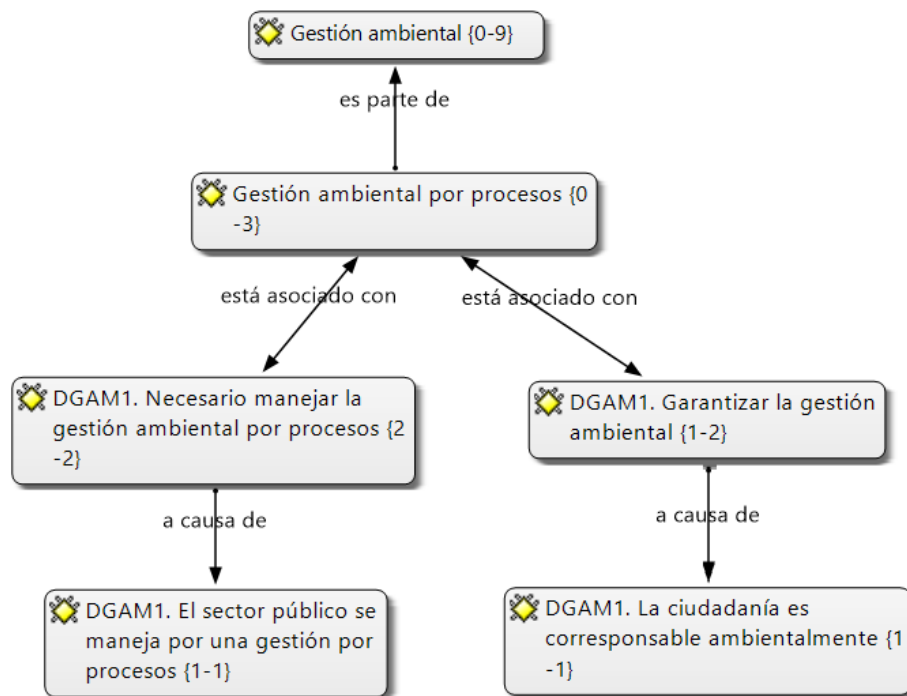 Gestión ambiental {0-9}
es parte de
Gestión ambiental por procesos {0
-3}
está asociado con
está asociado con
DGAM1. Necesario manejar la
gestión ambiental por procesos {2
-2}
DGAM1. Garantizar la gestión
ambiental {1-2}
a causa de
a causa de
DGAM1. El sector público se
maneja por una gestión por
procesos {1-1}
DGAM1. La ciudadanía es
corresponsable ambientalmente {1
-1}